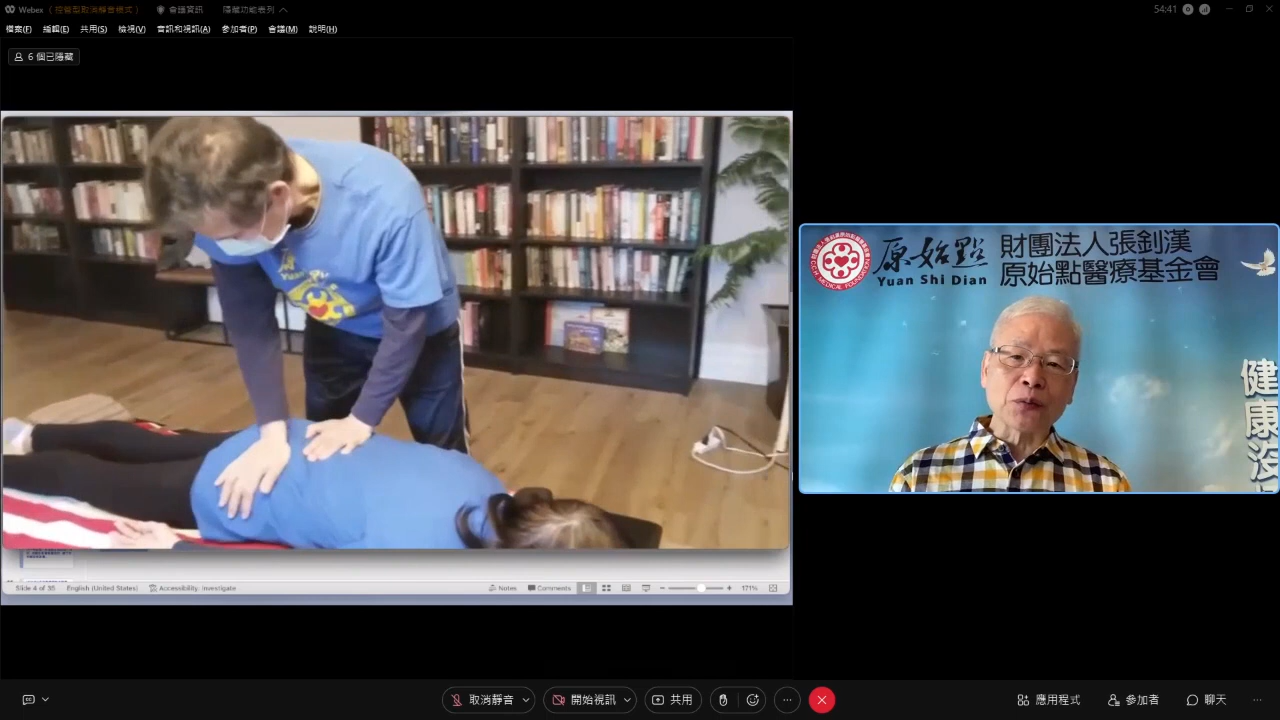 Webex
會議資訊
隱藏功能表列
54:41
檔案(F) 編輯(E) 共用(S) 檢視(V) 音訊和視訊(A) 參加者(P) 會議(M) 說明(H)
6 個已隱藏
Yuan
原始點
Yuan Shi Dian
財團法人張釗漢
原始點醫療基金會
健
康
沒
Slide 4 of 35 English (United States) Accessibility: Investigate
Notes Comments 171%
取消靜音
開始視訊
共用
應用程式
參加者
聊天